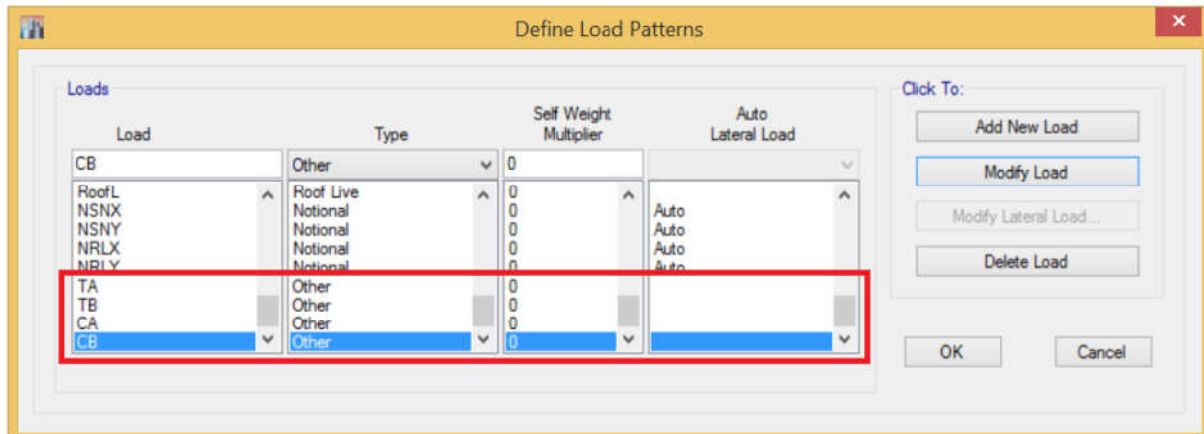 Define Load Patterns
Loads
Click To:
Load Type Self Weight Multiplier Auto Lateral Load
CB Other 0
RoofL Roof Live 0
NSNX Notional 0 Auto
NSNY Notional 0 Auto
NRLX Notional 0 Auto
NRLY Notional 0 Auto
TA Other 0
TB Other 0
CA Other 0
CB Other 0
Add New Load
Modify Load
Modify Lateral Load...
Delete Load
OK Cancel